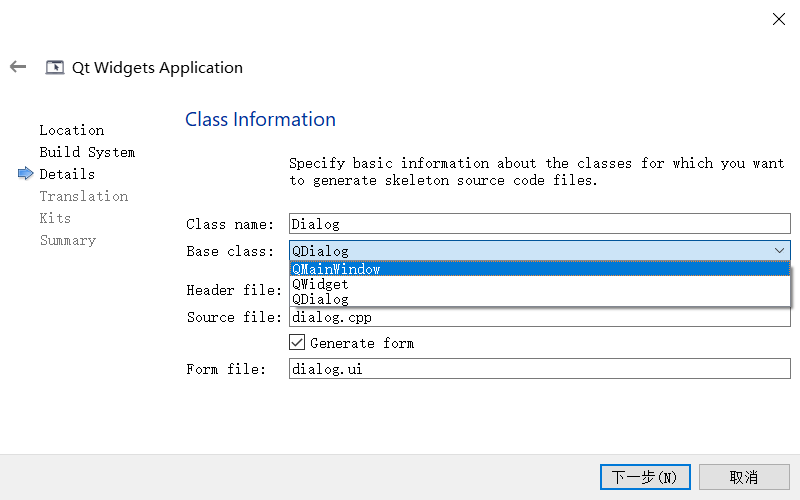 Qt Widgets Application
Class Information
Location
Build System
Details
Translation
Kits
Summary
Specify basic information about the classes for which you want
to generate skeleton source code files.
Class name: Dialog
Base class: QDialog
QMainWindow
QWidget
QDialog
Header file:
Source file: dialog.cpp
Generate form
Form file: dialog.ui
下一步(N)
取消